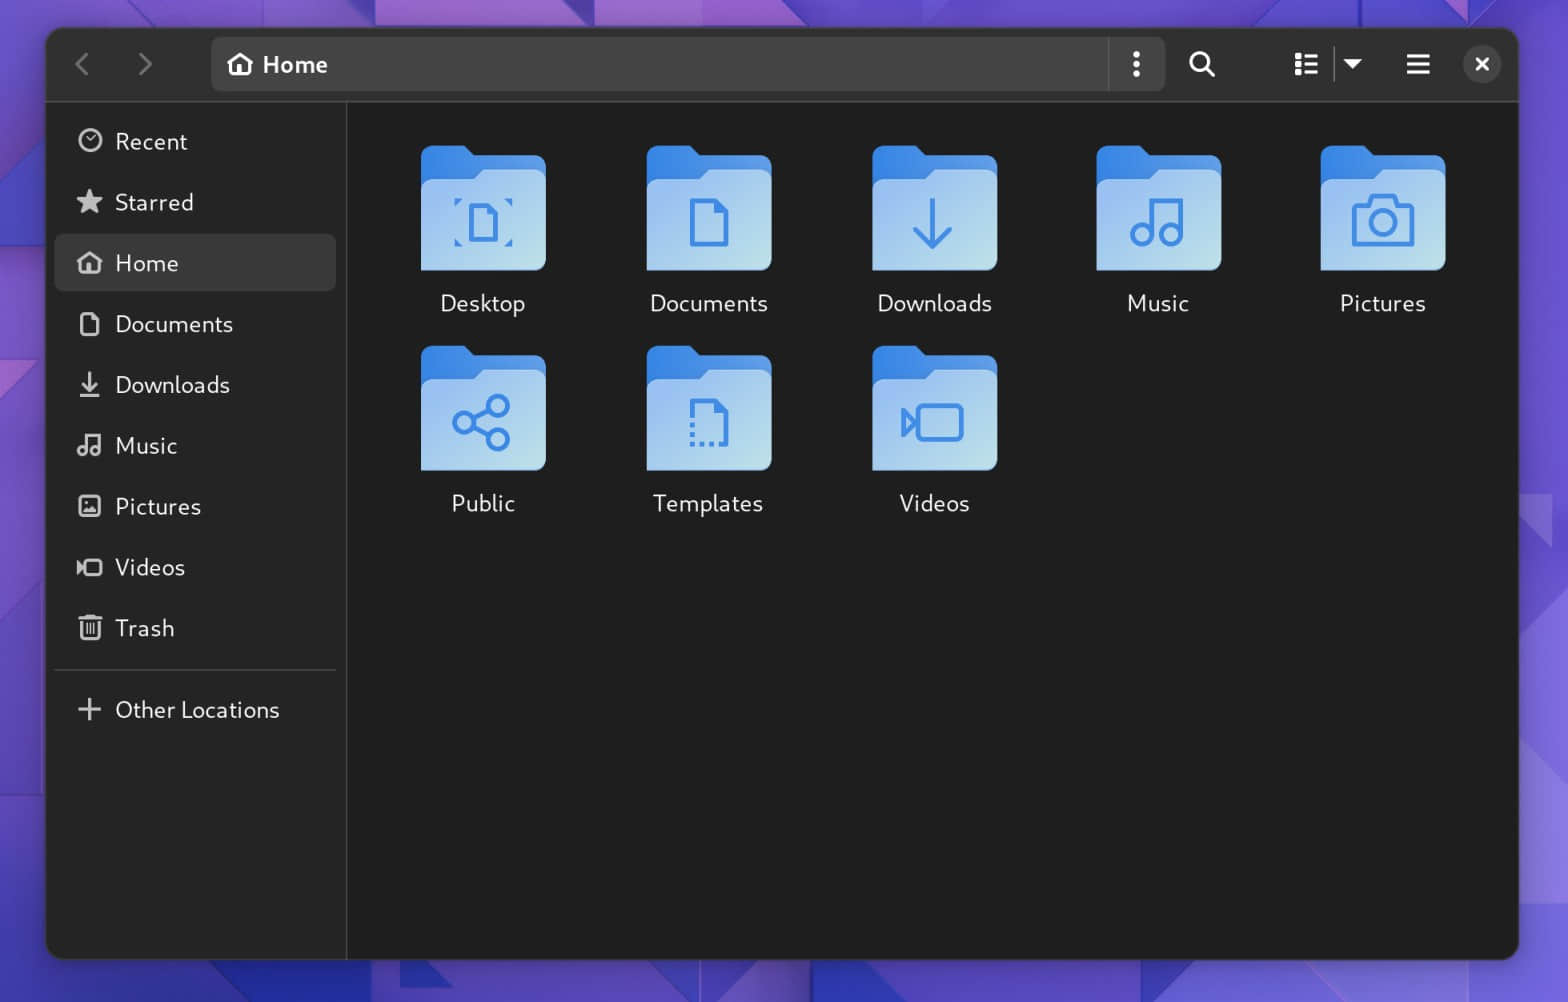 Home
Recent
Starred
Home
Documents
Downloads
Music
Pictures
Videos
Trash
Other Locations
Desktop Documents Downloads Music Pictures
Public Templates Videos